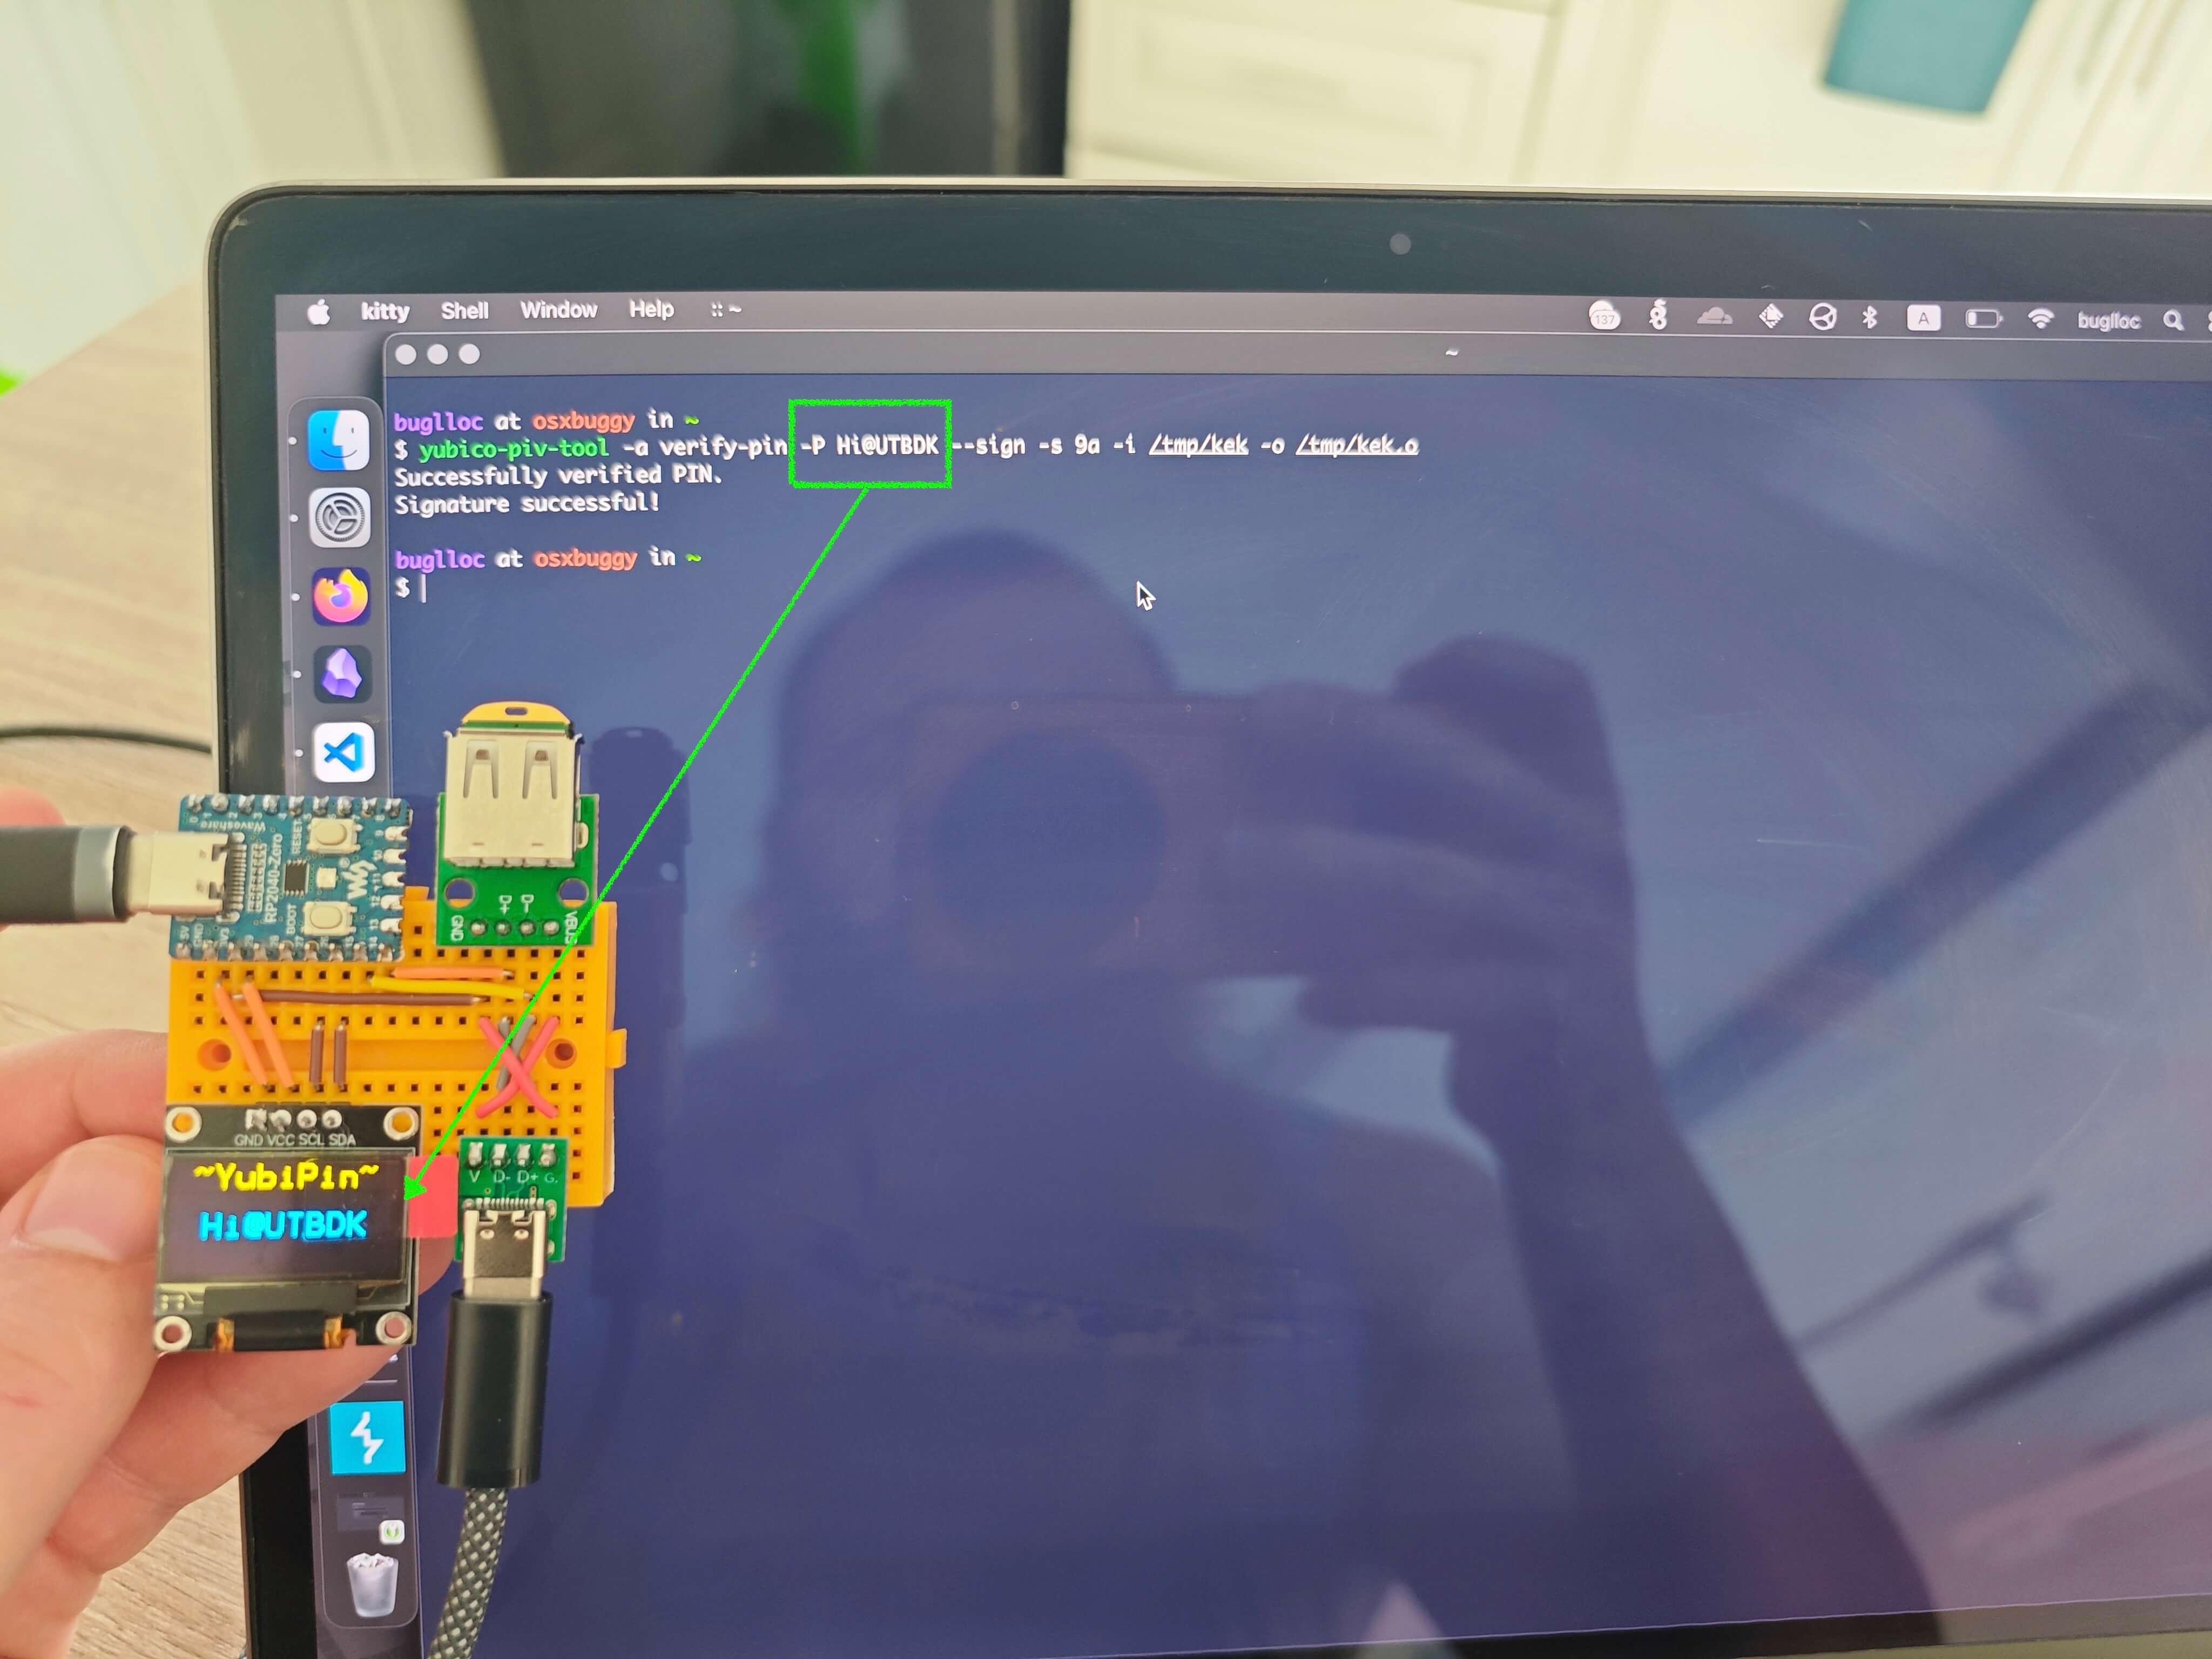 kitty Shell Window Help :: ~
137 A buglloc
~
buglloc at osxbuggy in ~
$ yubico-piv-tool -a verify-pin -P Hi@UTBDK --sign -s 9a -i /tmp/kek -o /tmp/kek.o
Successfully verified PIN.
Signature successful!
buglloc at osxbuggy in ~
$
Waveshare
RP2040-Zero
RESET
BOOT
5V
GND
3V3
GND D+ D- VBUS
GND VCC SCL SDA
~YubiPin~
Hi@UTBDK
V D- D+ G